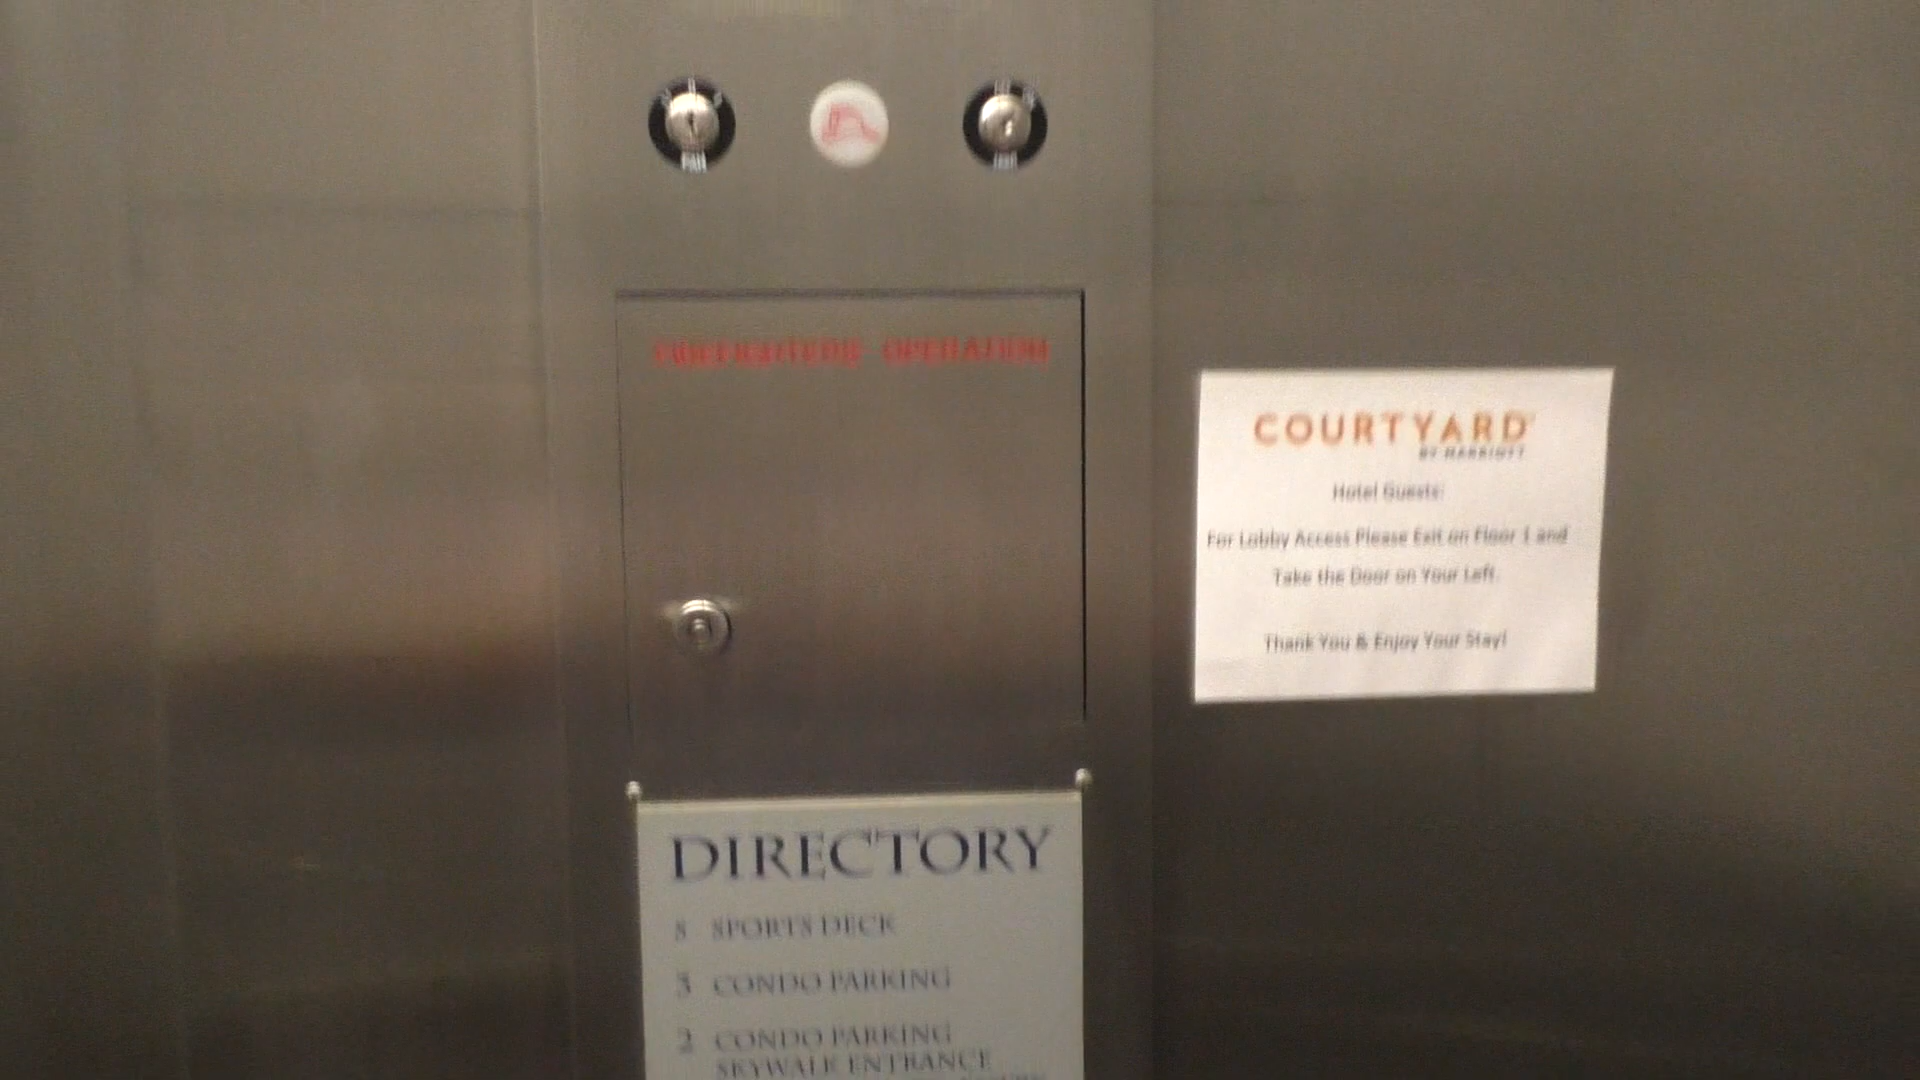 FIREFIGHTERS OPERATION
COURTYARD
BY MARRIOTT
Hotel Guests:
For Lobby Access Please Exit on Floor 1 and
Take the Door on Your Left.
Thank You & Enjoy Your Stay!
DIRECTORY
SPORTS DECK
3 CONDO PARKING
2 CONDO PARKING
SKYWALK ENTRANCE